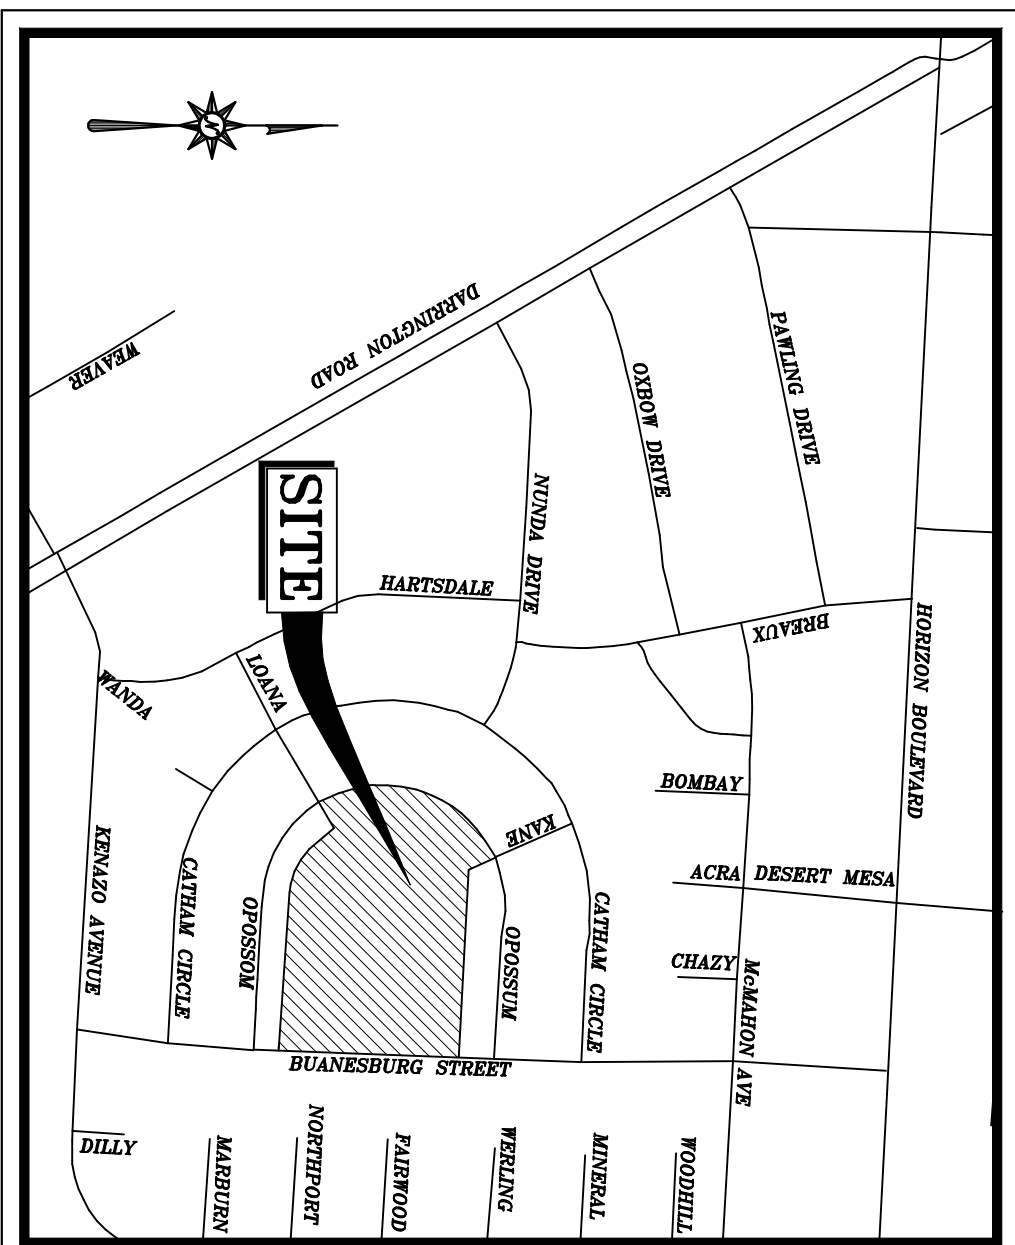 N
DARRINGTON ROAD
WEAVER
PAWLING DRIVE
OXBOW DRIVE
NUNDA DRIVE
SITE
HARTSDALE
BREAUX
HORIZON BOULEVARD
LOANA
WANDA
BOMBAY
KANE
KENAZO AVENUE
CATHAM CIRCLE
OPOSSOM
OPOSSUM
CATHAM CIRCLE
ACRA
DESERT MESA
CHAZY
McMAHON AVE
BUANESBURG STREET
DILLY
MARBURN
NORTHPORT
FAIRWOOD
WERLING
MINERAL
WOODHILL